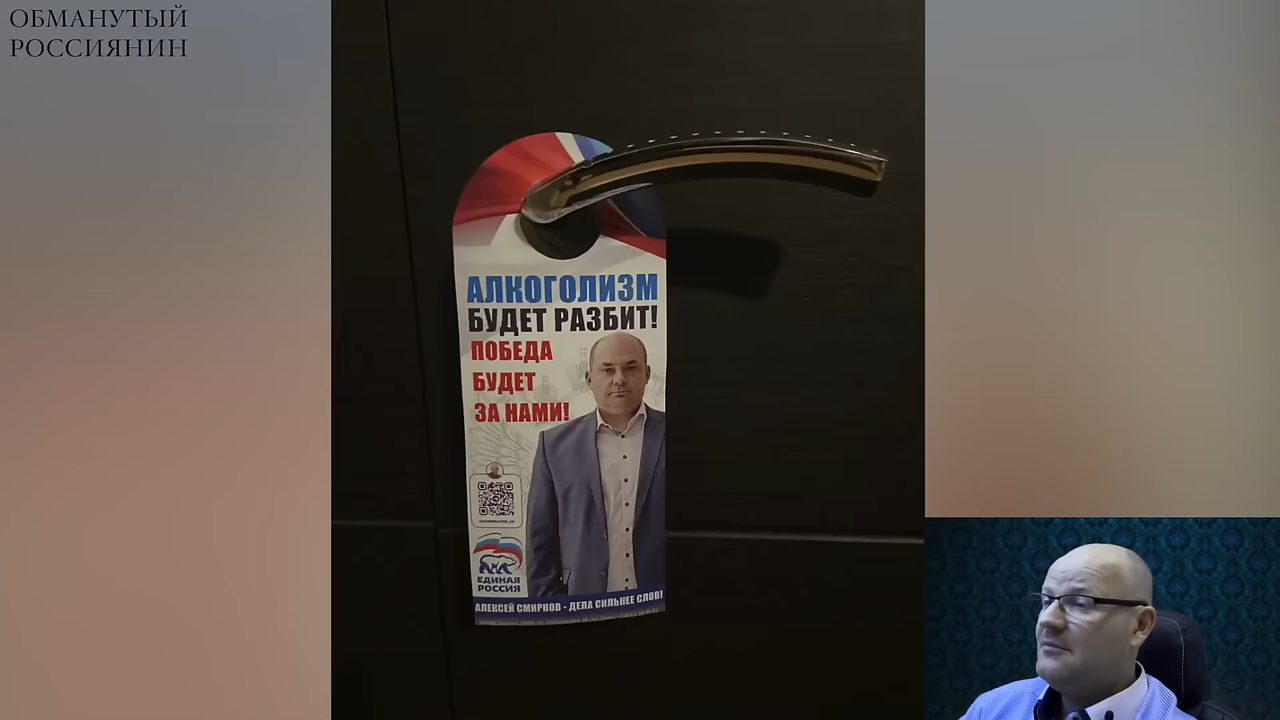 ОБМАНУТЫЙ
РОССИЯНИН
АЛКОГОЛИЗМ
БУДЕТ РАЗБИТ!
ПОБЕДА
БУДЕТ
ЗА НАМИ!
ЕДИНАЯ
РОССИЯ
АЛЕКСЕЙ СМИРНОВ - ДЕЛА СИЛЬНЕЕ СЛОВ!